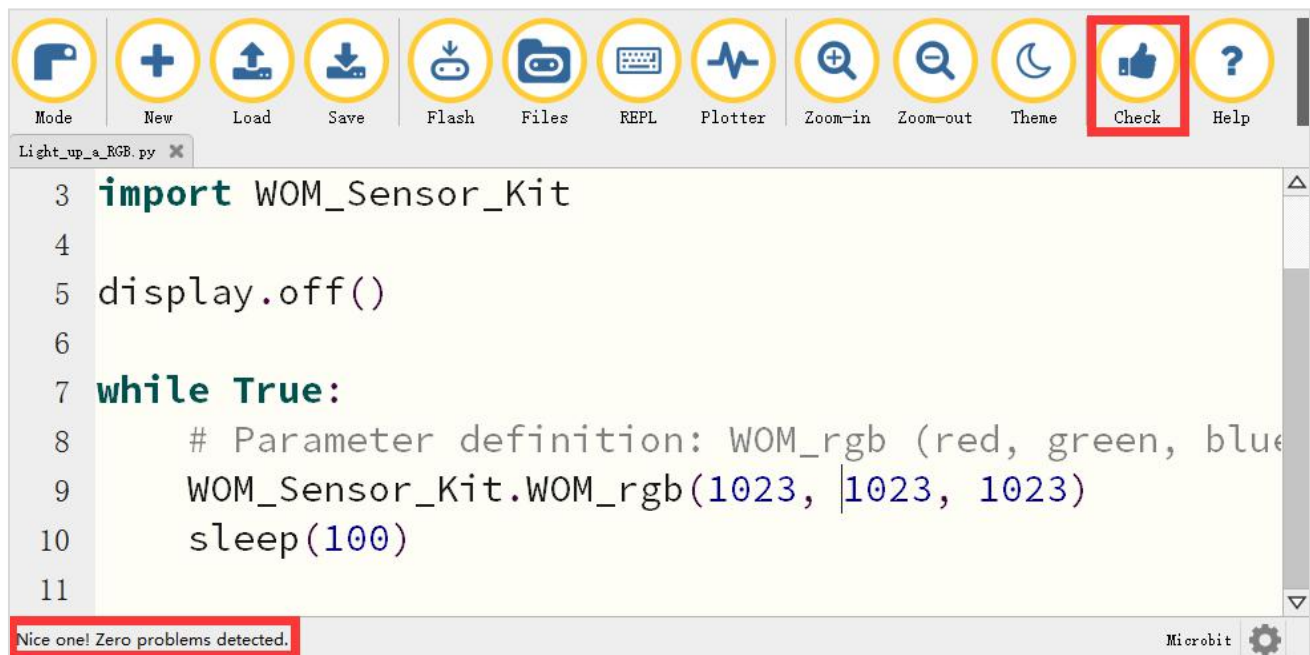 Mode New Load Save Flash Files REPL Plotter Zoom-in Zoom-out Theme Check Help
Light_up_a_RGB.py
3 import WOM_Sensor_Kit
4
5 display.off()
6
7 while True:
8 # Parameter definition: WOM_rgb (red, green, blue
9 WOM_Sensor_Kit.WOM_rgb(1023, 1023, 1023)
10 sleep(100)
11
Nice one! Zero problems detected. Microbit